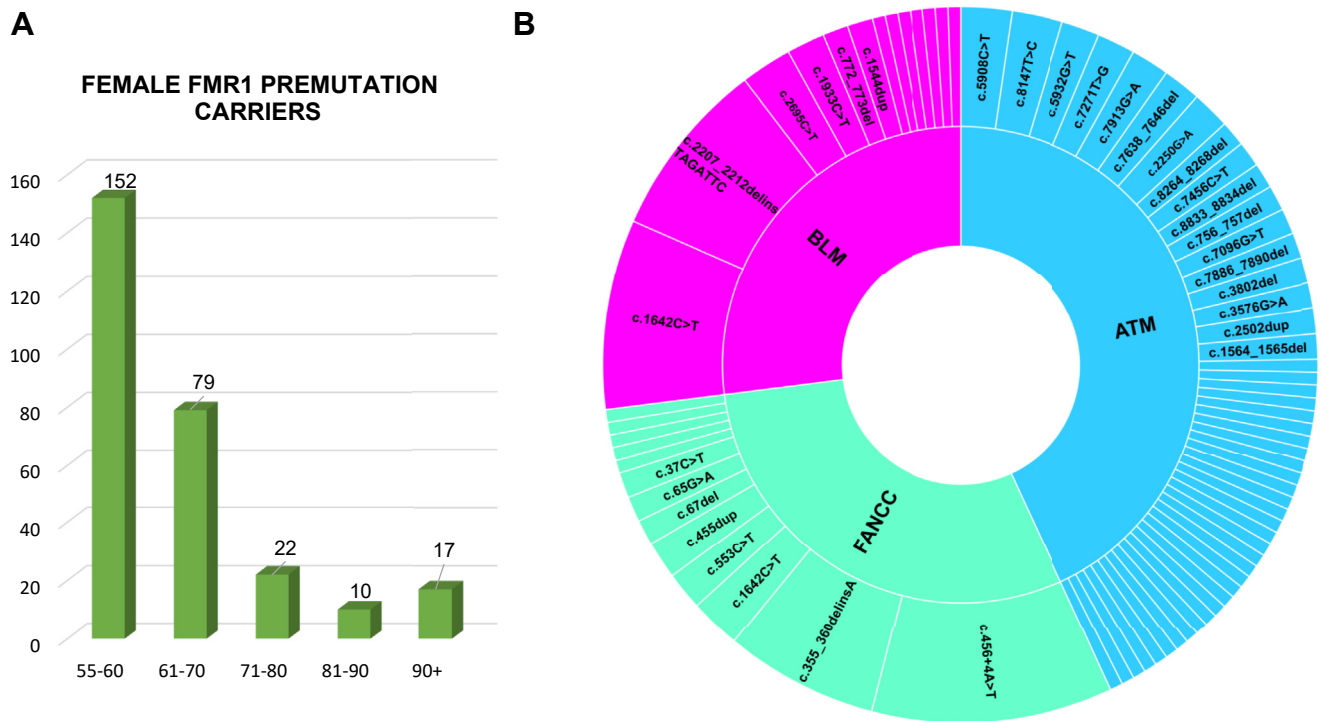 A
B
FEMALE FMR1 PREMUTATION
CARRIERS
160
140
120
100
80
60
40
20
0
152
79
22
10
17
55-60
61-70
71-80
81-90
90+
BLM
ATM
FANCC
c.5908C>T
c.8147T>C
c.5932G>T
c.7271T>G
c.7913G>A
c.7638_7646del
c.2250G>A
c.8264_8268del
c.7456C>T
c.8833_8834del
c.756_757del
c.7096G>T
c.7886_7890del
c.3802del
c.3576G>A
c.2502dup
c.1564_1565del
c.456+4A>T
c.355_360delinsA
c.1642C>T
c.553C>T
c.455dup
c.67del
c.65G>A
c.37C>T
c.1642C>T
c.2207_2212delins
TAGATTC
c.2695C>T
c.1933C>T
c.772_773del
c.1544dup